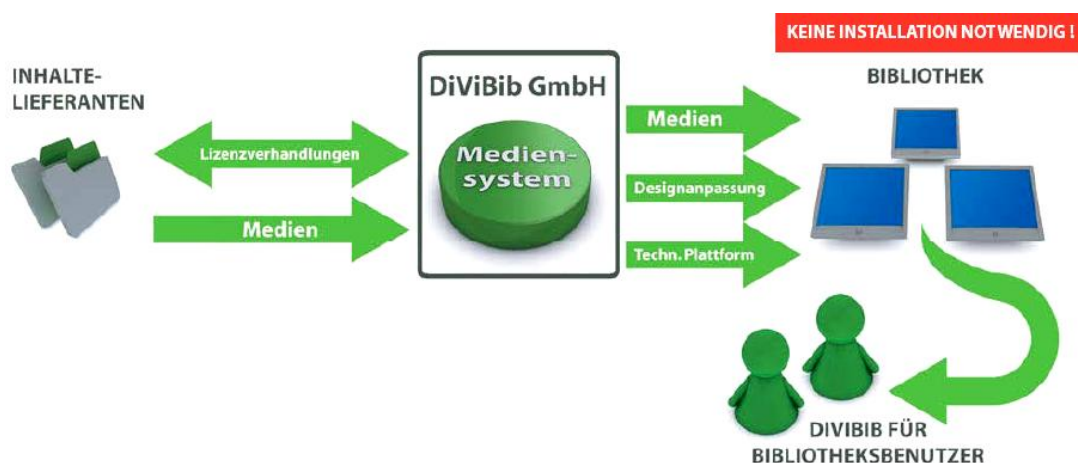 KEINE INSTALLATION NOTWENDIG !
INHALTE-
LIEFERANTEN
DiViBib GmbH
BIBLIOTHEK
Lizenzverhandlungen
Medien
Medien-
system
Medien
Designanpassung
Techn. Plattform
DIVIBIB FÜR
BIBLIOTHEKSBENUTZER